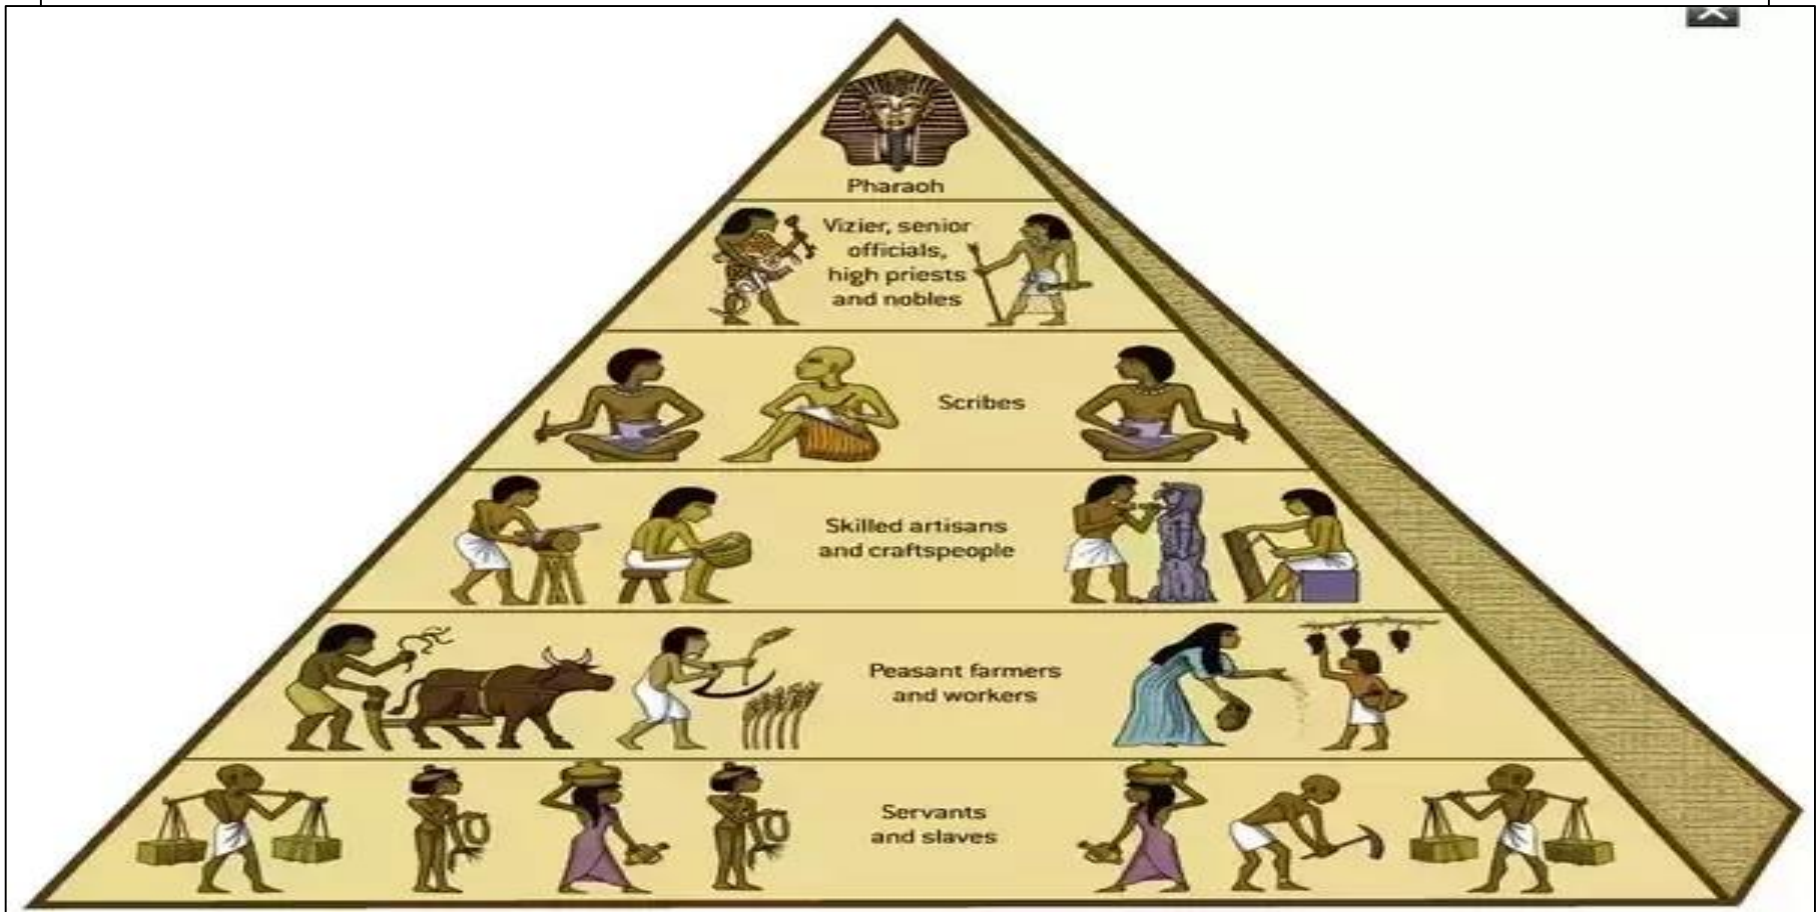 Pharaoh
Vizier, senior
officials,
high priests
and nobles
Scribes
Skilled artisans
and craftspeople
Peasant farmers
and workers
Servants
and slaves